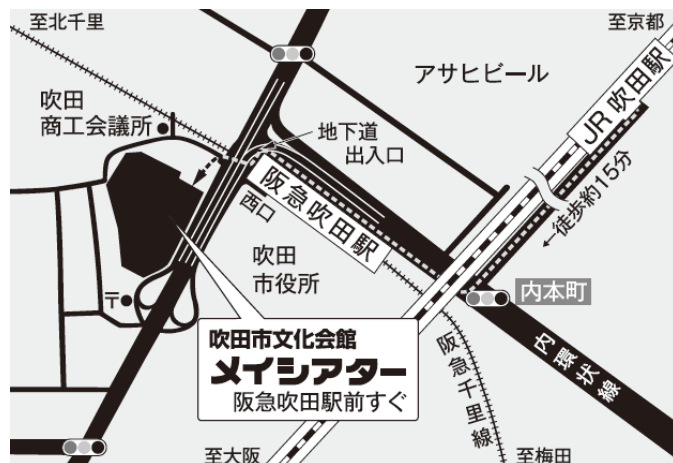 至北千里
至京都
アサヒビール
JR吹田駅
吹田
商工会議所
地下道
出入口
←徒歩約15分
阪急吹田駅
西口
吹田
市役所
〒
内本町
吹田市文化会館
メイシアター
阪急吹田駅前すぐ
内環状線
阪急千里線
至大阪
至梅田